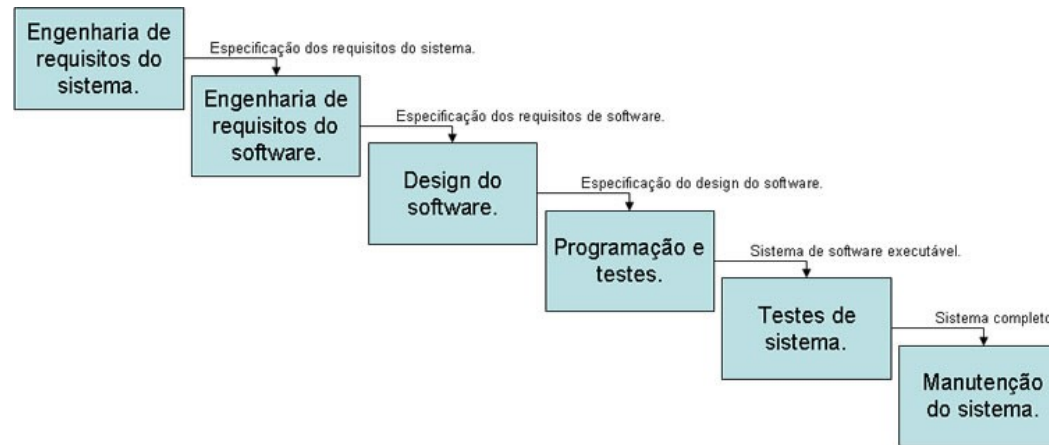 Engenharia de
requisitos do
sistema.
Especificação dos requisitos do sistema.
Engenharia de
requisitos do
software.
Especificação dos requisitos de software.
Design do
software.
Especificação do design do software.
Programação e
testes.
Sistema de software executável.
Testes de
sistema.
Sistema completo
Manutenção
do sistema.